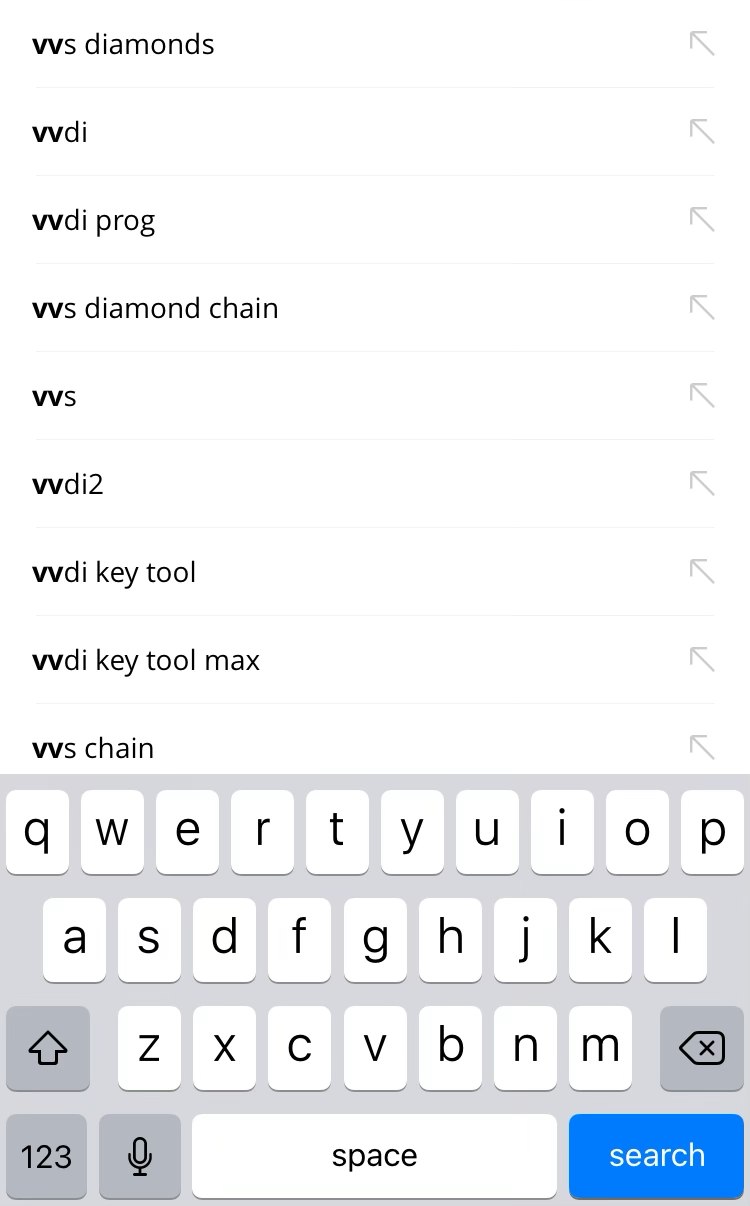 vvs diamonds
vvdi
vvdi prog
vvs diamond chain
vvs
vvdi2
vvdi key tool
vvdi key tool max
vvs chain
q w e r t y u i o p
a s d f g h j k l
z x c v b n m
123 space search